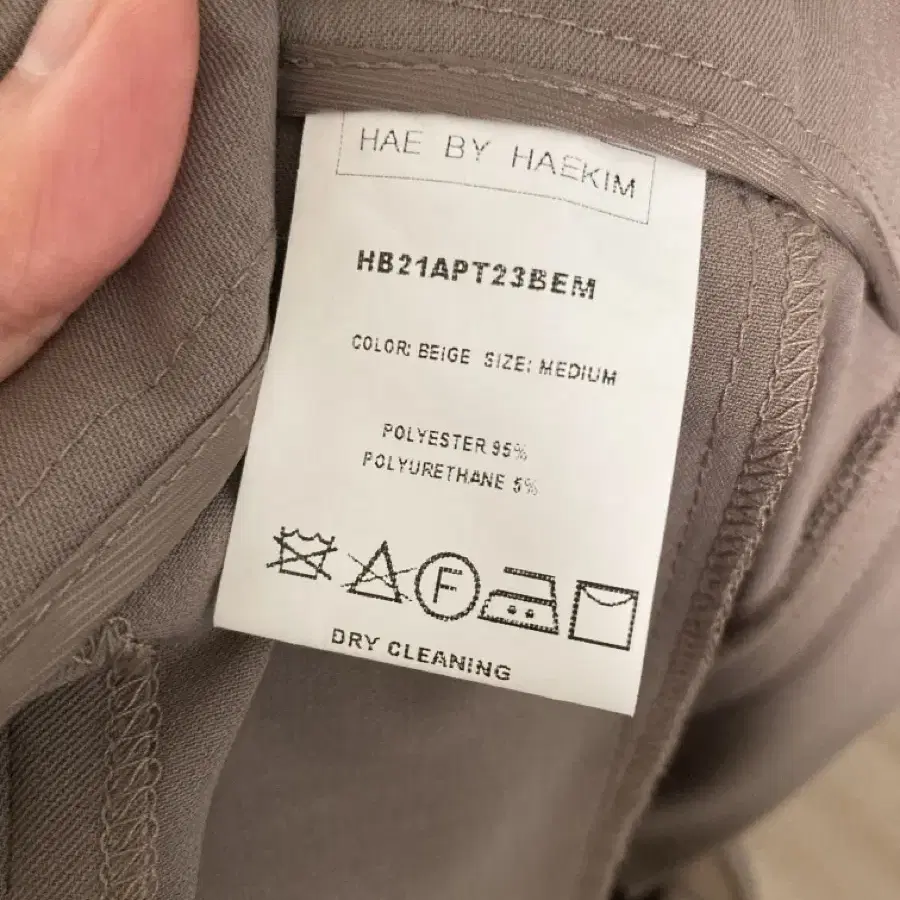 HAE BY HAEKIM
HB21APT23BEM
COLOR: BEIGE SIZE: MEDIUM
POLYESTER 95%
POLYURETHANE 5%
F
DRY CLEANING